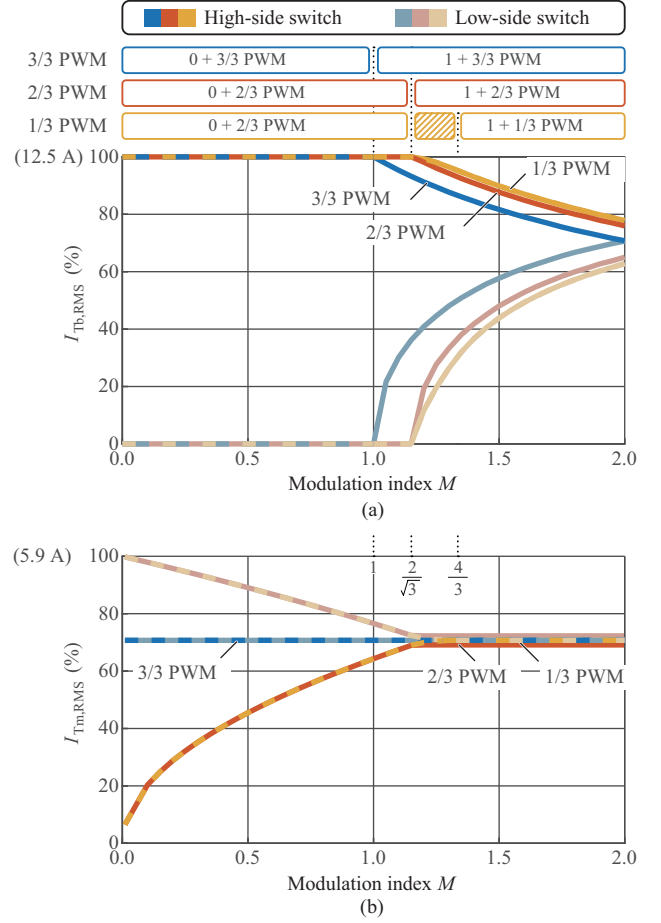 High-side switch Low-side switch
3/3 PWM 0 + 3/3 PWM 1 + 3/3 PWM
2/3 PWM 0 + 2/3 PWM 1 + 2/3 PWM
1/3 PWM 0 + 2/3 PWM 1 + 1/3 PWM
(12.5 A) 100
1/3 PWM
3/3 PWM
2/3 PWM
80
60
40
20
0
I_Tb,RMS (%)
0.0 0.5 1.0 1.5 2.0
Modulation index M
(a)
(5.9 A) 100
1 2/√3 4/3
80
3/3 PWM 2/3 PWM 1/3 PWM
60
40
20
0
I_Tm,RMS (%)
0.0 0.5 1.0 1.5 2.0
Modulation index M
(b)